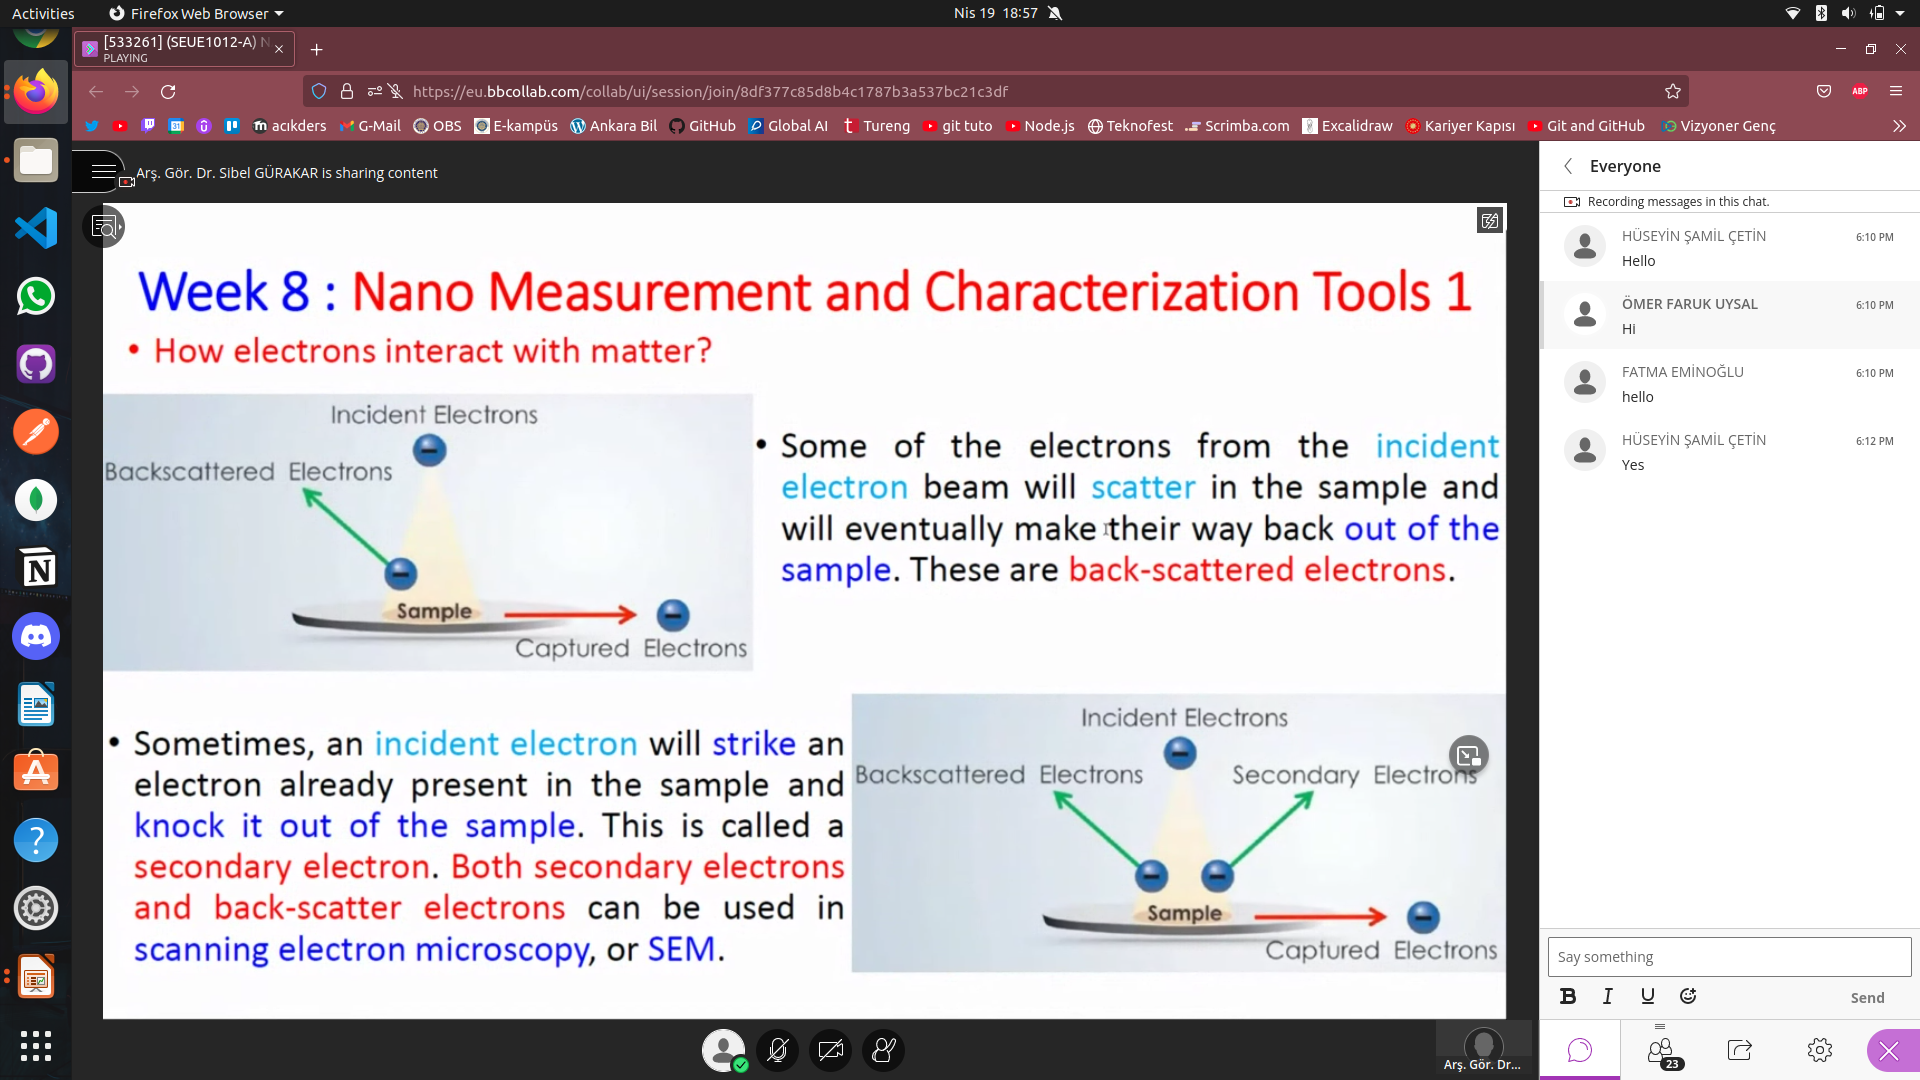 Activities
Firefox Web Browser
Nis 19 18:57
[533261] (SEUE1012-A) N
PLAYING
https://eu.bbcollab.com/collab/ui/session/join/8df377c85d8b4c1787b3a537bc21c3df
ABP
acıkders
G-Mail
OBS
E-kampüs
Ankara Bil
GitHub
Global AI
Tureng
git tuto
Node.js
Teknofest
Scrimba.com
Excalidraw
Kariyer Kapısı
Git and GitHub
Vizyoner Genç
Arş. Gör. Dr. Sibel GÜRAKAR is sharing content
Week 8 : Nano Measurement and Characterization Tools 1
• How electrons interact with matter?
Incident Electrons
Backscattered Electrons
Sample
Captured Electrons
• Some of the electrons from the incident
electron beam will scatter in the sample and
will eventually make their way back out of the
sample. These are back-scattered electrons.
• Sometimes, an incident electron will strike an
electron already present in the sample and
knock it out of the sample. This is called a
secondary electron. Both secondary electrons
and back-scatter electrons can be used in
scanning electron microscopy, or SEM.
Incident Electrons
Backscattered Electrons
Secondary Electrons
Sample
Captured Electrons
Arş. Gör. Dr...
Everyone
Recording messages in this chat.
HÜSEYİN ŞAMİL ÇETİN
6:10 PM
Hello
ÖMER FARUK UYSAL
6:10 PM
Hi
FATMA EMİNOĞLU
6:10 PM
hello
HÜSEYİN ŞAMİL ÇETİN
6:12 PM
Yes
Say something
B I U
Send
23